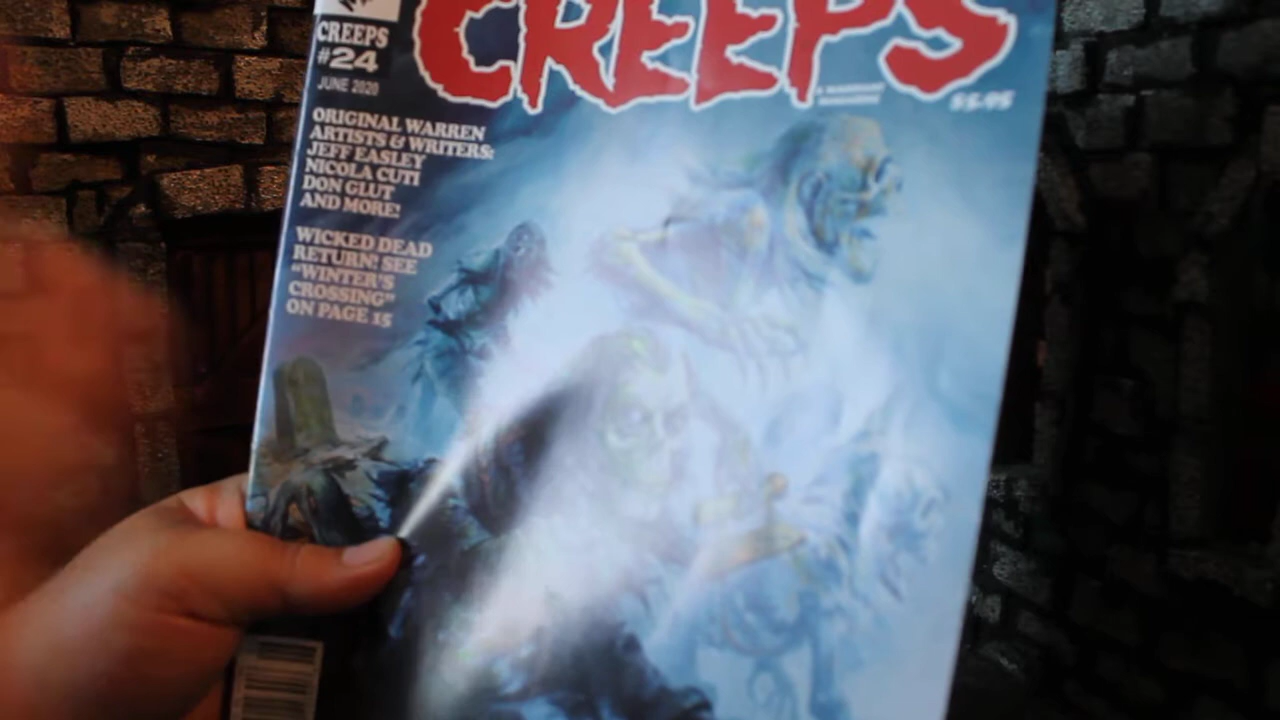 CREEPS
CREEPS
#24
JUNE 2020
$5.95
ORIGINAL WARREN
ARTISTS & WRITERS:
JEFF EASLEY
NICOLA CUTI
DON GLUT
AND MORE!
WICKED DEAD
RETURN! SEE
"WINTER'S
CROSSING"
ON PAGE 15